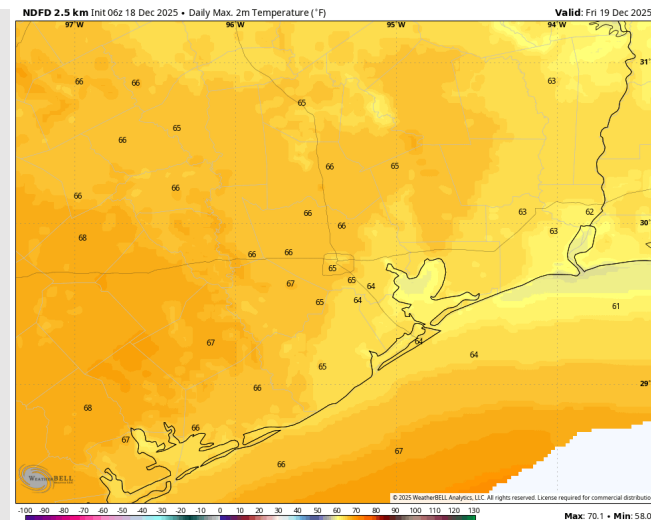 NDFD 2.5 km Init 06z 18 Dec 2025 • Daily Max. 2m Temperature (°F)
Valid: Fri 19 Dec 2025
97°W 96°W 95°W 94°W
31°
66 66 63
65
65
66
66 65
66
66
66 63 62
66 63
68
30°
66 66
65
67 65 64
65 64
61
67 64
64
65
29°
66
68
66
67
67
66
WEATHERBELL
© 2025 WeatherBELL Analytics, LLC. All rights reserved. License required for commercial distributio
-100 -90 -80 -70 -60 -50 -40 -30 -20 -10 0 10 20 30 40 50 60 70 80 90 100 110 120 130
Max: 70.1 • Min: 58.0